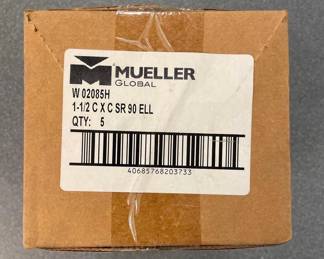 MUELLER
GLOBAL
W 02085H
1-1/2 C X C SR 90 ELL
QTY: 5
40685768203733